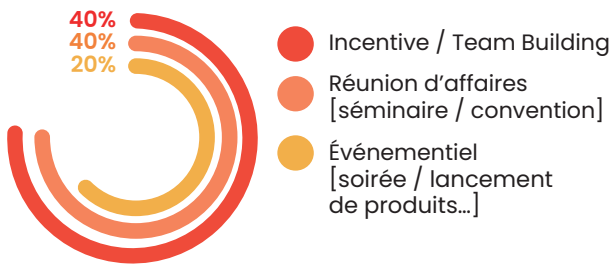 40%
40%
20%
Incentive / Team Building
Réunion d’affaires
[séminaire / convention]
Événementiel
[soirée / lancement
de produits…]